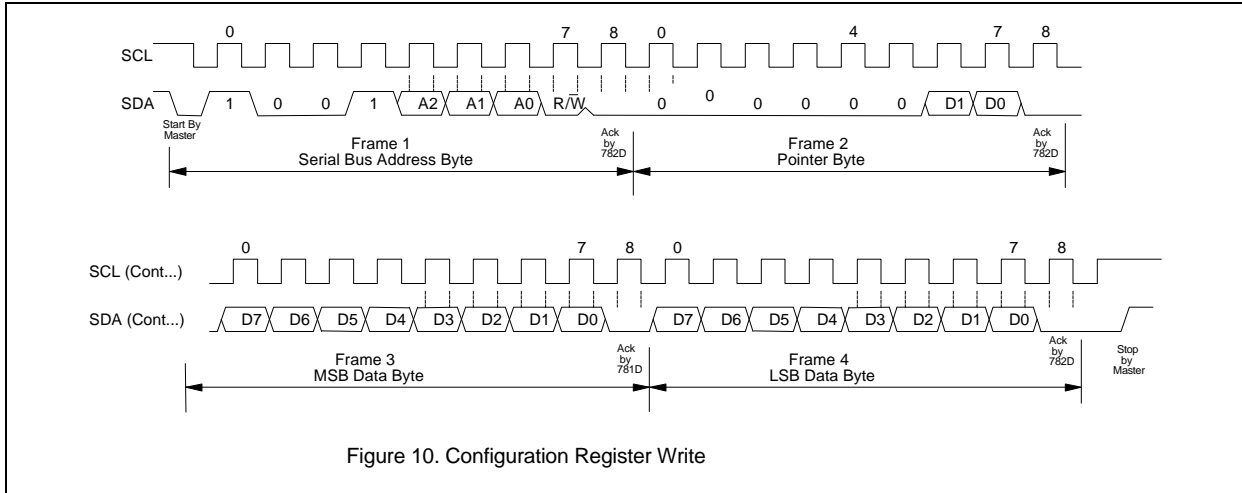 0 7 8 0 4 7 8
SCL
SDA 1 0 0 1 A2 A1 A0 R/W̅ 0 0 0 0 0 0 D1 D0
Start By
Master
Ack
by
782D
Ack
by
782D
Frame 1
Serial Bus Address Byte
Frame 2
Pointer Byte
0 7 8 0 7 8
SCL (Cont...)
SDA (Cont...) D7 D6 D5 D4 D3 D2 D1 D0 D7 D6 D5 D4 D3 D2 D1 D0
Ack
by
781D
Ack
by
782D
Stop
by
Master
Frame 3
MSB Data Byte
Frame 4
LSB Data Byte
Figure 10. Configuration Register Write